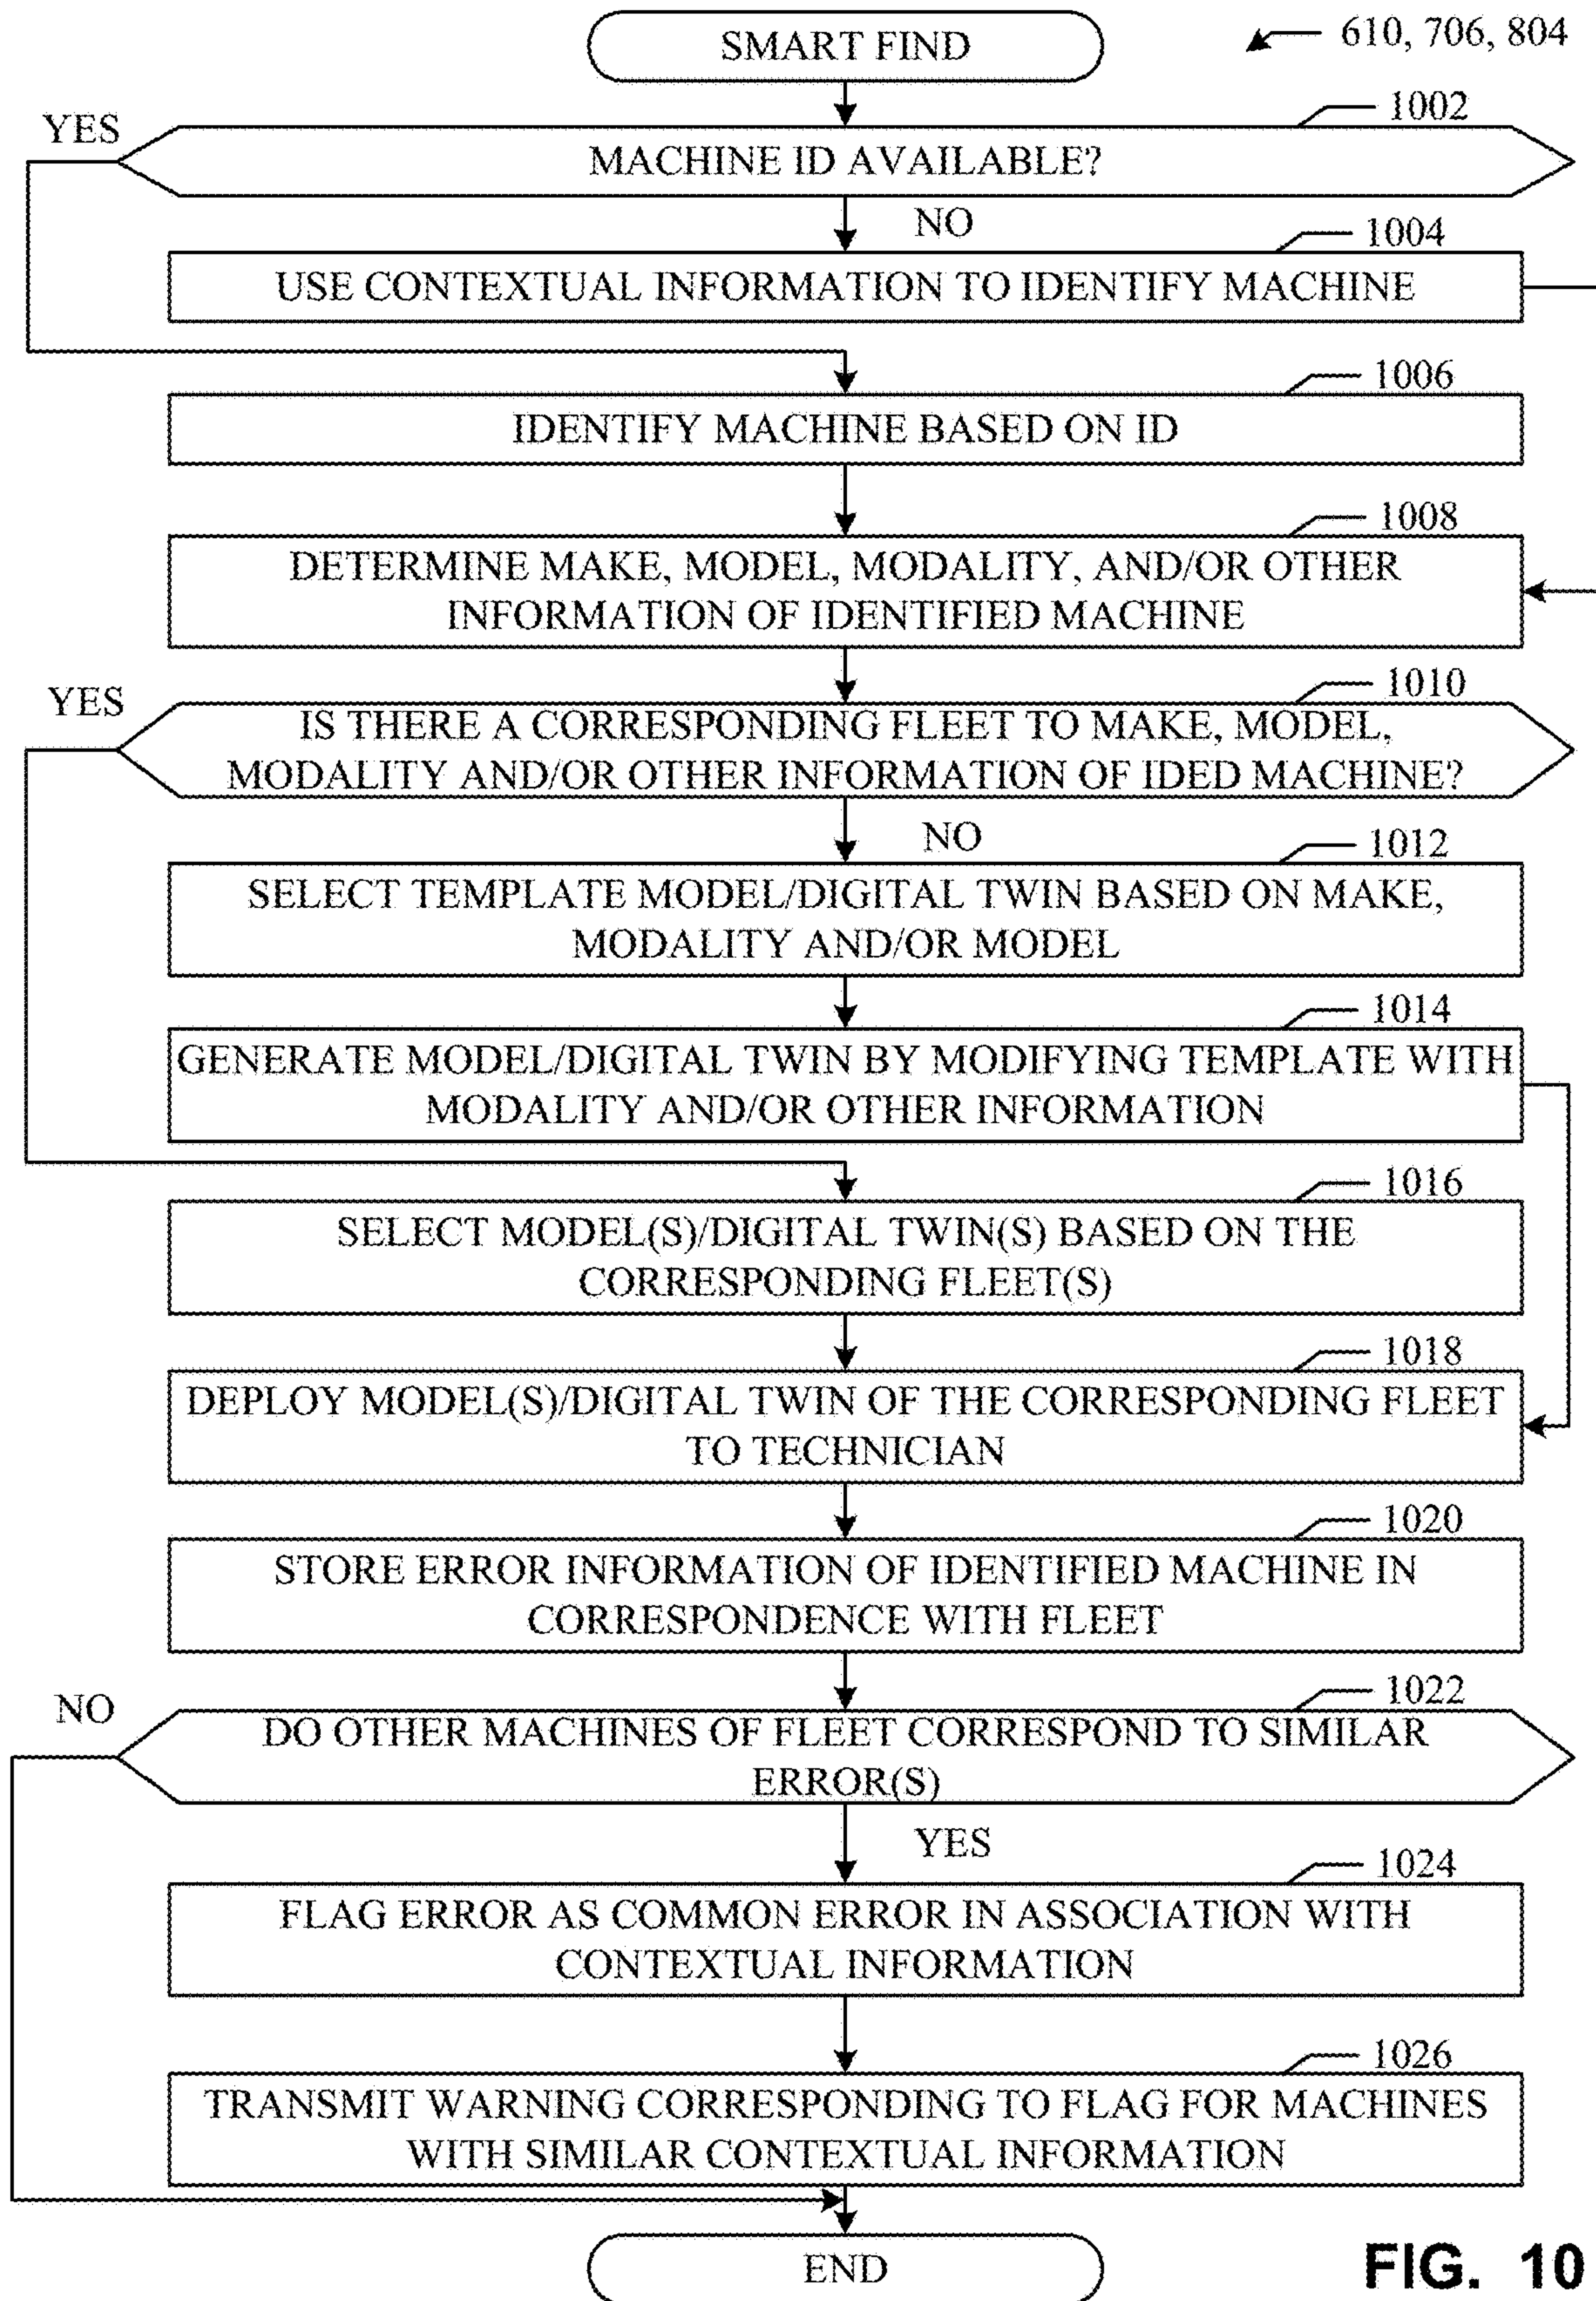 SMART FIND
610, 706, 804
1002
YES
MACHINE ID AVAILABLE?
NO
1004
USE CONTEXTUAL INFORMATION TO IDENTIFY MACHINE
1006
IDENTIFY MACHINE BASED ON ID
1008
DETERMINE MAKE, MODEL, MODALITY, AND/OR OTHER
INFORMATION OF IDENTIFIED MACHINE
1010
YES
IS THERE A CORRESPONDING FLEET TO MAKE, MODEL,
MODALITY AND/OR OTHER INFORMATION OF IDED MACHINE?
NO
1012
SELECT TEMPLATE MODEL/DIGITAL TWIN BASED ON MAKE,
MODALITY AND/OR MODEL
1014
GENERATE MODEL/DIGITAL TWIN BY MODIFYING TEMPLATE WITH
MODALITY AND/OR OTHER INFORMATION
1016
SELECT MODEL(S)/DIGITAL TWIN(S) BASED ON THE
CORRESPONDING FLEET(S)
1018
DEPLOY MODEL(S)/DIGITAL TWIN OF THE CORRESPONDING FLEET
TO TECHNICIAN
1020
STORE ERROR INFORMATION OF IDENTIFIED MACHINE IN
CORRESPONDENCE WITH FLEET
1022
NO
DO OTHER MACHINES OF FLEET CORRESPOND TO SIMILAR
ERROR(S)
YES
1024
FLAG ERROR AS COMMON ERROR IN ASSOCIATION WITH
CONTEXTUAL INFORMATION
1026
TRANSMIT WARNING CORRESPONDING TO FLAG FOR MACHINES
WITH SIMILAR CONTEXTUAL INFORMATION
END
FIG. 10